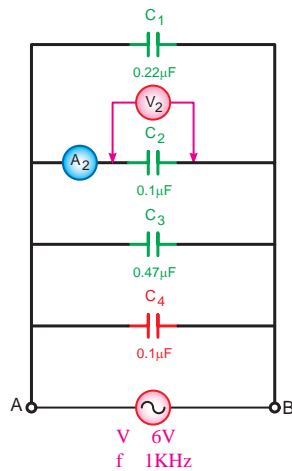 C1
0.22μF
V2
A2 C2
0.1μF
C3
0.47μF
C4
0.1μF
A B
V 6V
f 1KHz